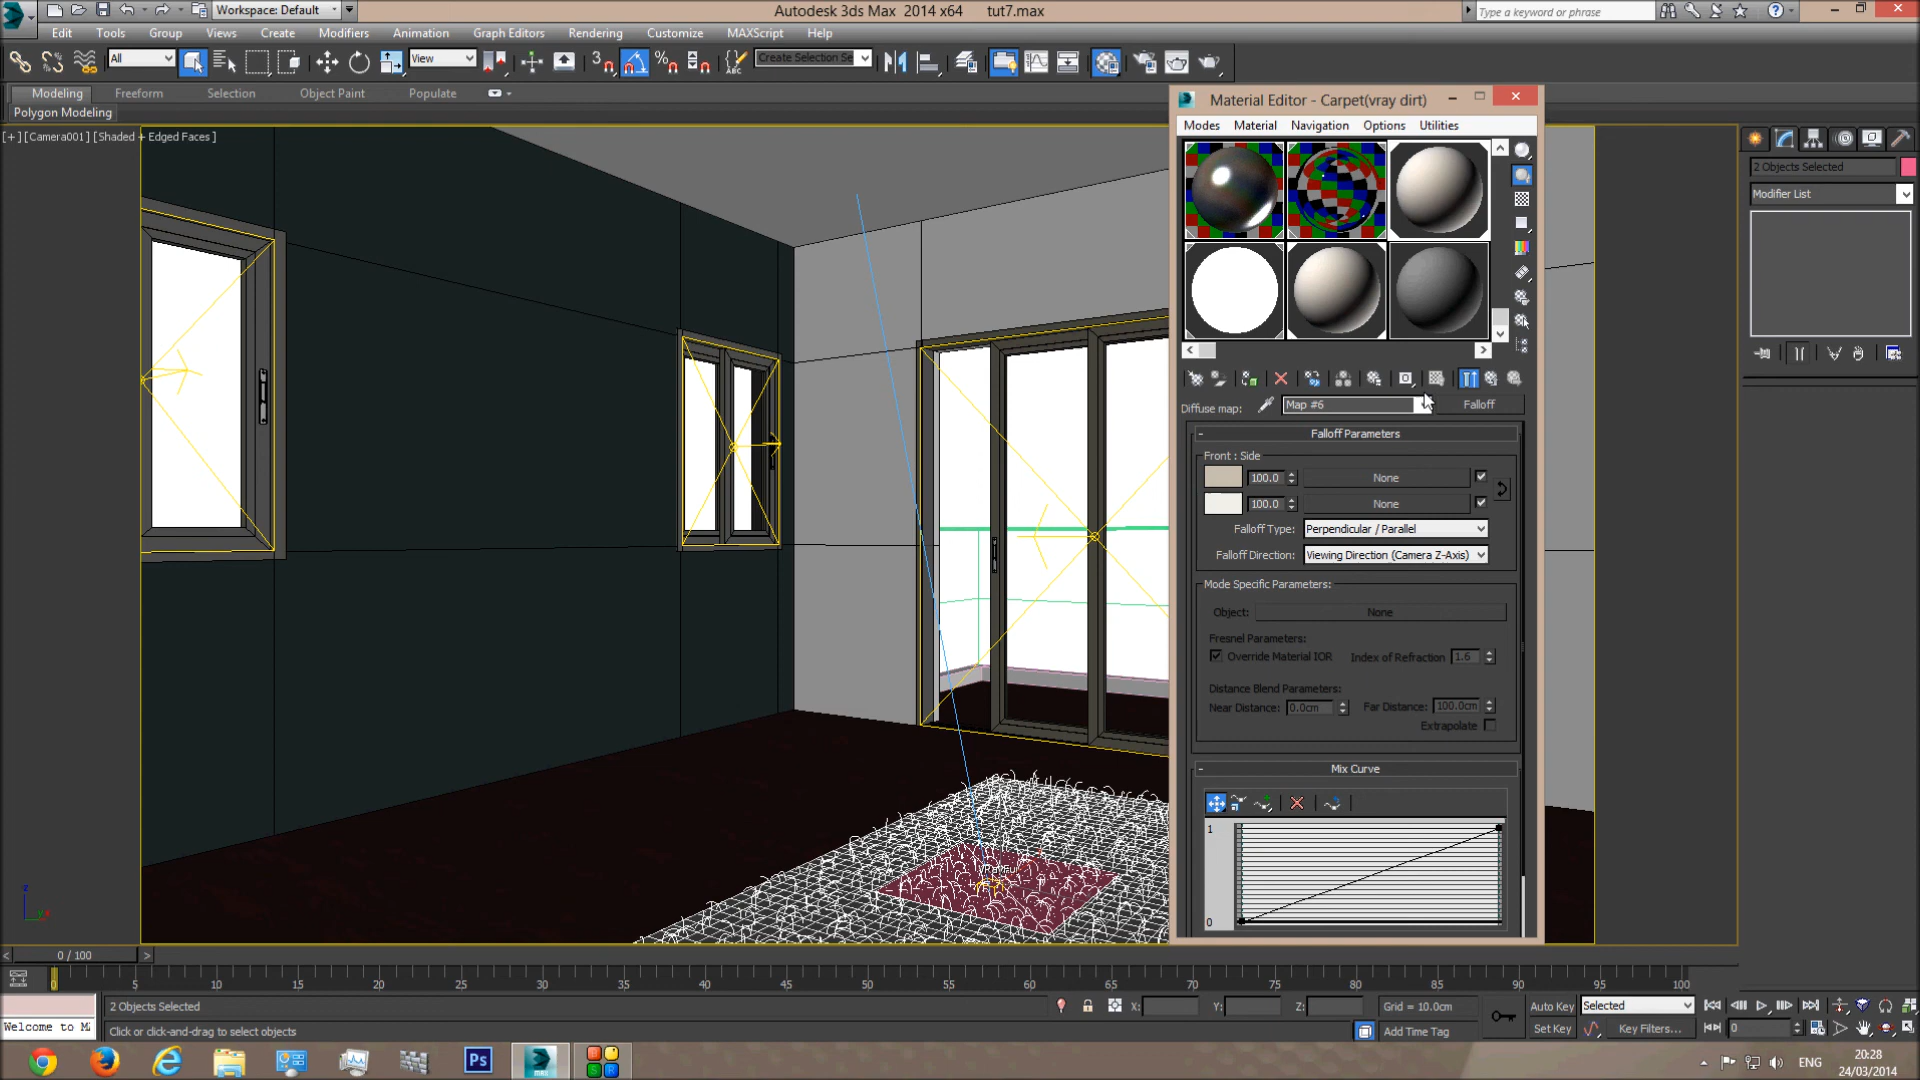 Workspace: Default
Autodesk 3ds Max 2014 x64 tut7.max
Type a keyword or phrase
Edit Tools Group Views Create Modifiers Animation Graph Editors Rendering Customize MAXScript Help
All
View
Create Selection Se
Modeling Freeform Selection Object Paint Populate
Polygon Modeling
[+] [Camera001] [Shaded + Edged Faces ]
Material Editor - Carpet(vray dirt)
Modes Material Navigation Options Utilities
Diffuse map: Map #6 Falloff
Falloff Parameters
Front : Side
100.0 None
100.0 None
Falloff Type: Perpendicular / Parallel
Falloff Direction: Viewing Direction (Camera Z-Axis)
Mode Specific Parameters:
Object: None
Fresnel Parameters:
Override Material IOR Index of Refraction 1.6
Distance Blend Parameters:
Near Distance: 0.0cm Far Distance: 100.0cm
Extrapolate
Mix Curve
1
0
2 Objects Selected
Modifier List
0 / 100
5 10 15 20 25 30 35 40 45 50 55 60 65 70 75 80 85 90 95 100
2 Objects Selected
X: Y: Z: Grid = 10.0cm
Auto Key Selected
Welcome to M
Click or click-and-drag to select objects
Add Time Tag
Set Key Key Filters...
0
Ps
ENG
20:28
24/03/2014